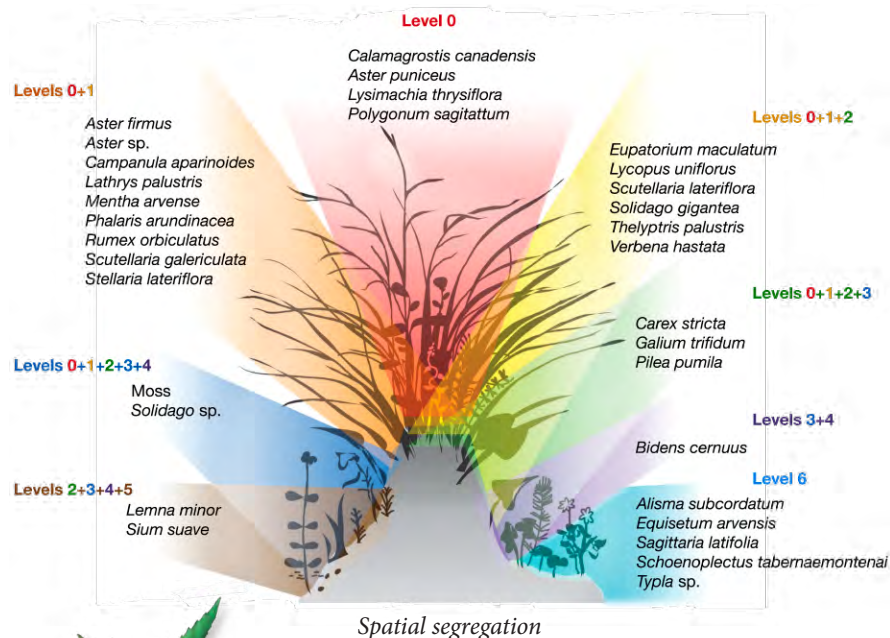 Level 0
Calamagrostis canadensis
Aster puniceus
Lysimachia thrysiflora
Polygonum sagitattum
Levels 0+1
Aster firmus
Aster sp.
Campanula aparinoides
Lathrys palustris
Mentha arvense
Phalaris arundinacea
Rumex orbiculatus
Scutellaria galericulata
Stellaria lateriflora
Levels 0+1+2
Eupatorium maculatum
Lycopus uniflorus
Scutellaria lateriflora
Solidago gigantea
Thelyptris palustris
Verbena hastata
Levels 0+1+2+3
Carex stricta
Galium trifidum
Pilea pumila
Levels 0+1+2+3+4
Moss
Solidago sp.
Levels 3+4
Bidens cernuus
Levels 2+3+4+5
Lemna minor
Sium suave
Level 6
Alisma subcordatum
Equisetum arvensis
Sagittaria latifolia
Schoenoplectus tabernaemontenai
Typla sp.
Spatial segregation